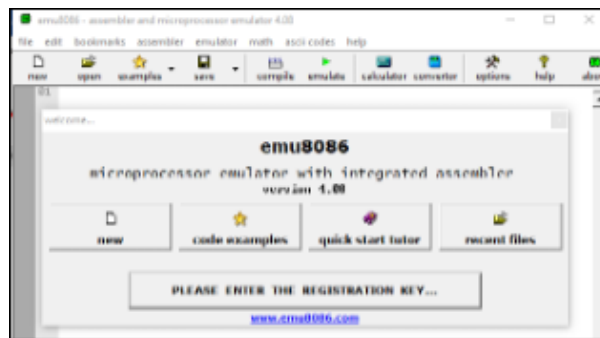 emu8086 - assembler and microprocessor emulator 4.08
file edit bookmarks assembler emulator math ascii codes help
new open examples save compile emulate calculator convertor options help
01
welcome...
emu8086
microprocessor emulator with integrated assembler
version 4.08
new code examples quick start tutor recent files
PLEASE ENTER THE REGISTRATION KEY...
www.emu8086.com